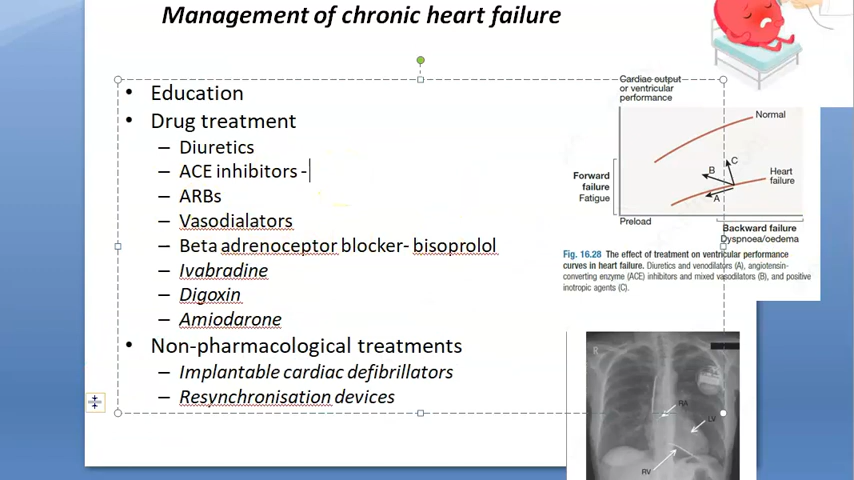 Management of chronic heart failure
• Education
• Drug treatment
– Diuretics
– ACE inhibitors -
– ARBs
– Vasodialators
– Beta adrenoceptor blocker- bisoprolol
– Ivabradine
– Digoxin
– Amiodarone
• Non-pharmacological treatments
– Implantable cardiac defibrillators
– Resynchronisation devices
Cardiac output
or ventricular
performance
Normal
C
B
Heart
failure
A
Forward
failure
Fatigue
Preload
Backward failure
Dyspnoea/oedema
Fig. 16.28 The effect of treatment on ventricular performance
curves in heart failure. Diuretics and venodilators (A), angiotensin-
converting enzyme (ACE) inhibitors and mixed vasodilators (B), and positive
inotropic agents (C).
R
RA
LV
RV